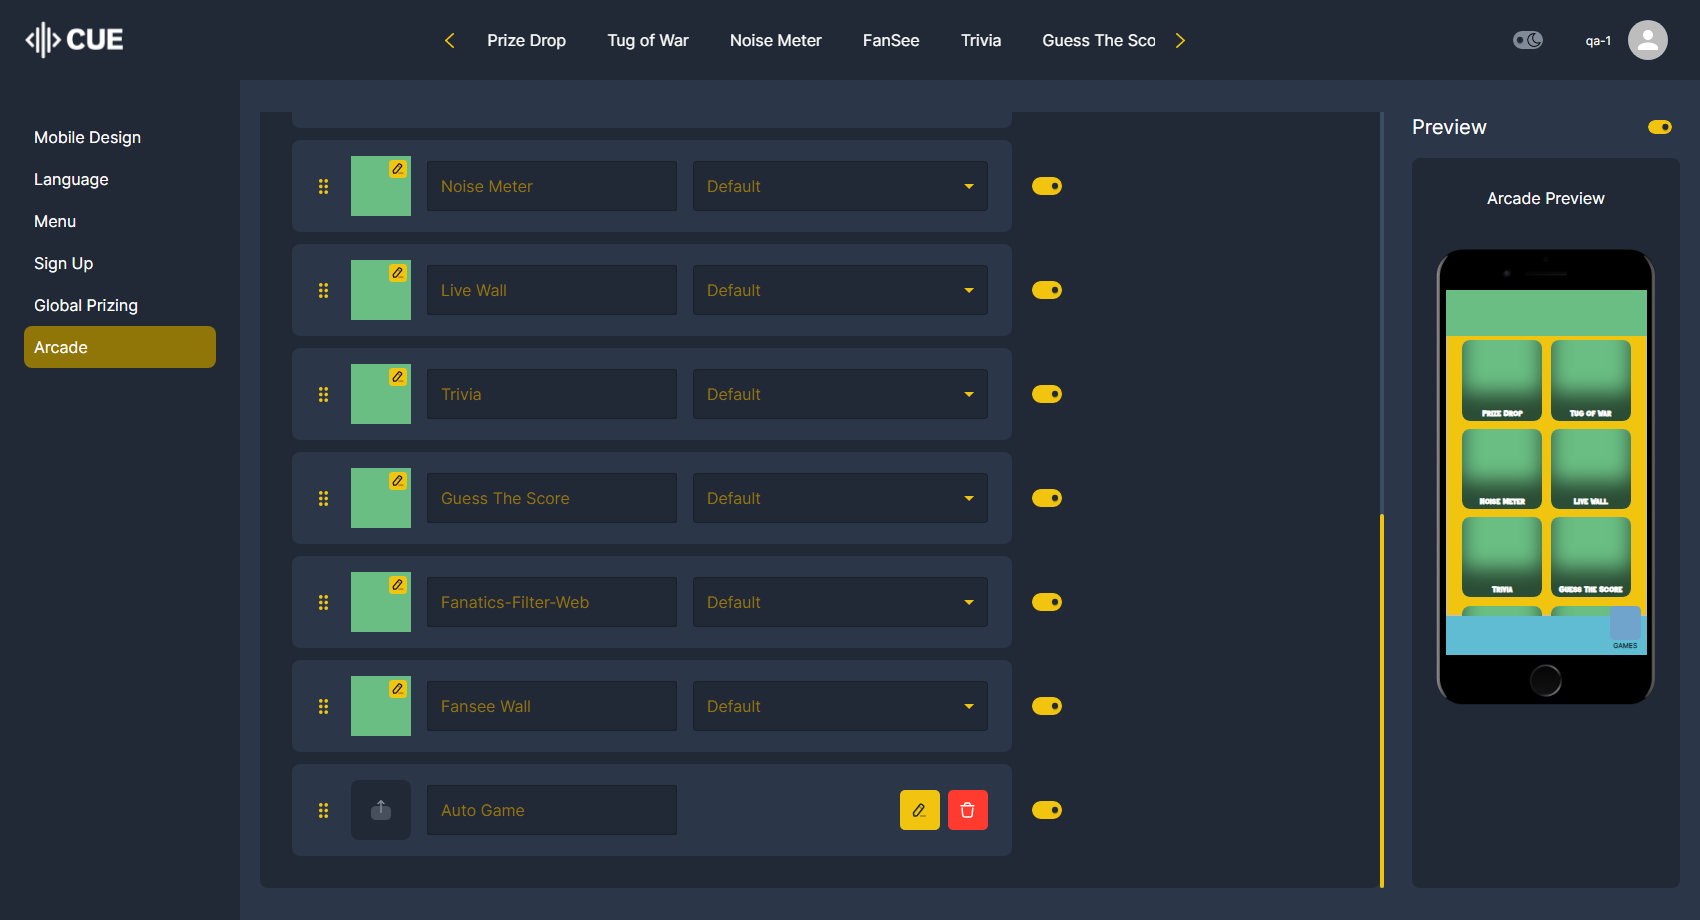 CUE
Prize Drop
Tug of War
Noise Meter
FanSee
Trivia
Guess The Sco
qa-1
Mobile Design
Language
Menu
Sign Up
Global Prizing
Arcade
Noise Meter
Default
Live Wall
Default
Trivia
Default
Guess The Score
Default
Fanatics-Filter-Web
Default
Fansee Wall
Default
Auto Game
Preview
Arcade Preview
Prize Drop
Tug of War
Noise Meter
Live Wall
Trivia
Guess The Score
GAMES